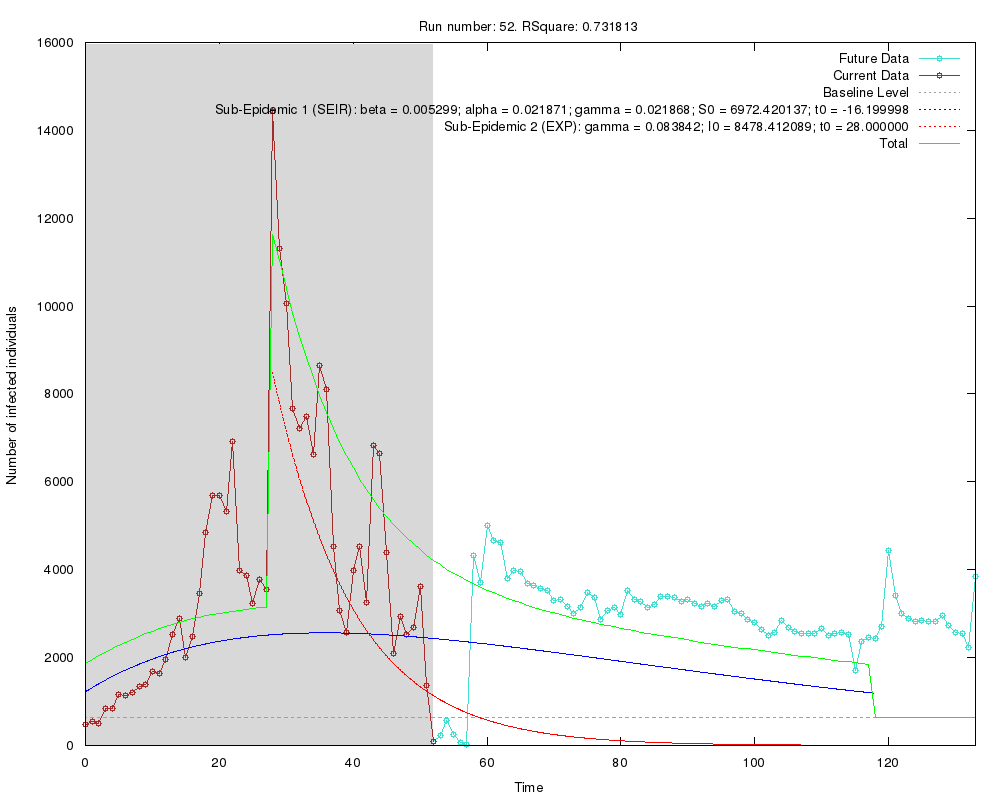 Run number: 52. RSquare: 0.731813
16000
14000
12000
10000
8000
6000
4000
2000
0
Number of infected individuals
Future Data
Current Data
Baseline Level
Sub-Epidemic 1 (SEIR): beta = 0.005299; alpha = 0.021871; gamma = 0.021868; S0 = 6972.420137; t0 = -16.199998
Sub-Epidemic 2 (EXP): gamma = 0.083842; I0 = 8478.412089; t0 = 28.000000
Total
0 20 40 60 80 100 120
Time